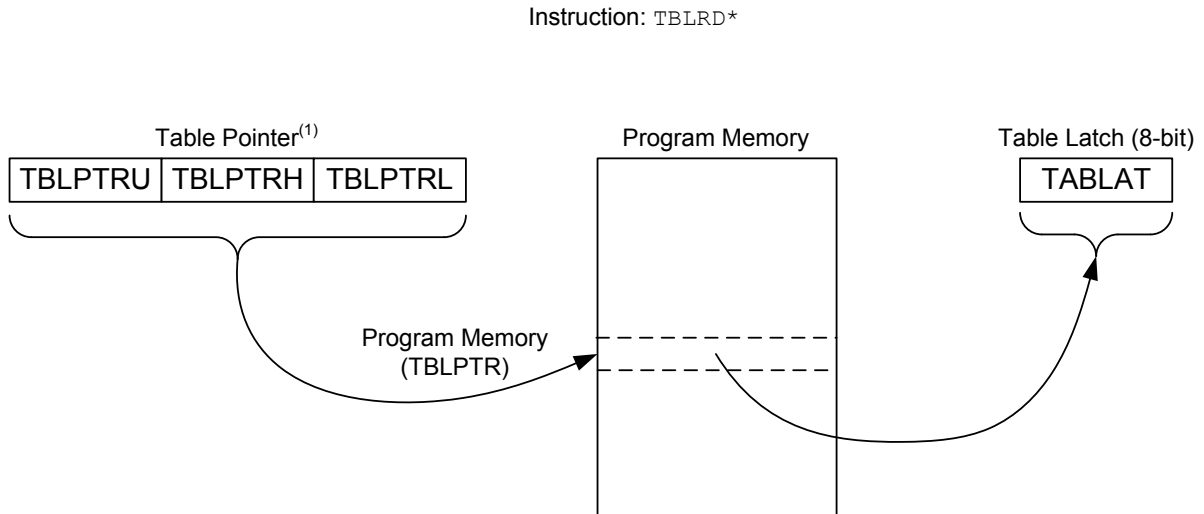 Instruction: TBLRD*
Table Pointer(1)
Program Memory
Table Latch (8-bit)
TBLPTRU TBLPTRH TBLPTRL
TABLAT
Program Memory
(TBLPTR)